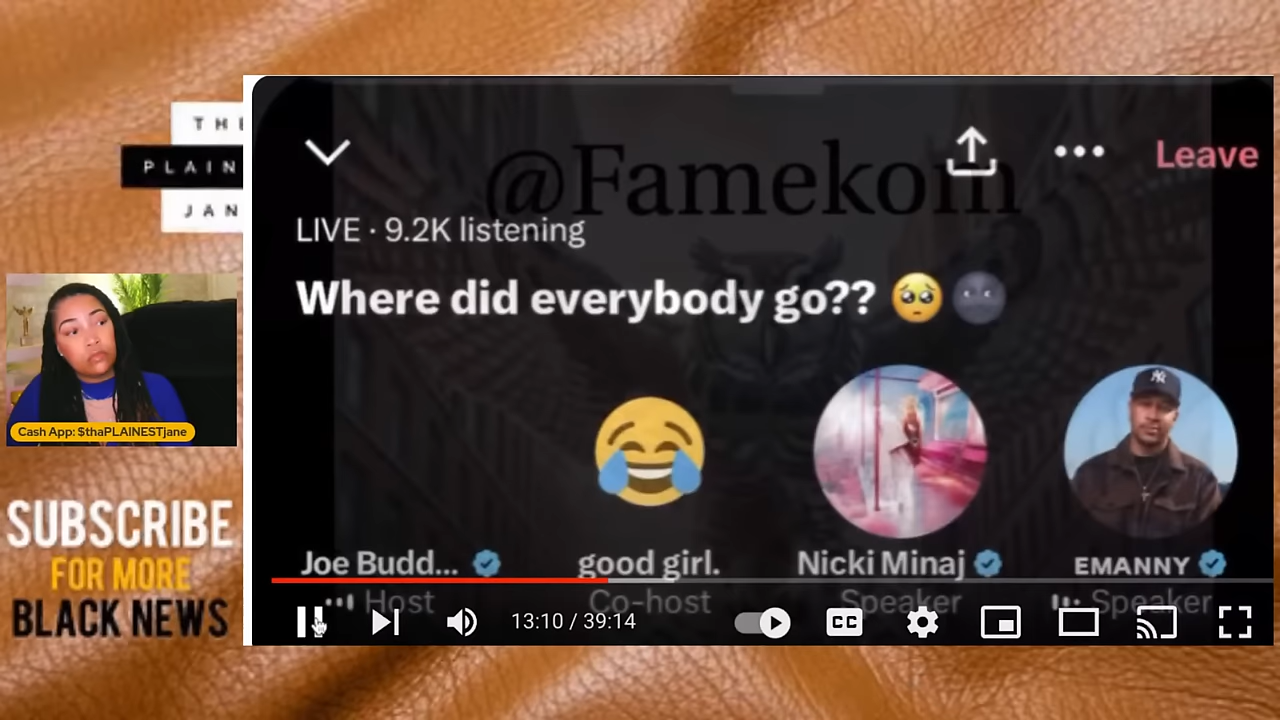 THE
PLAIN
JAN
Cash App: $thaPLAINESTjane
SUBSCRIBE
FOR MORE
BLACK NEWS
@Famekom
Leave
LIVE · 9.2K listening
Where did everybody go?? 🥺🌚
😂
Joe Budd...
good girl.
Nicki Minaj
EMANNY
Host
Co-host
Speaker
Speaker
13:10 / 39:14
CC